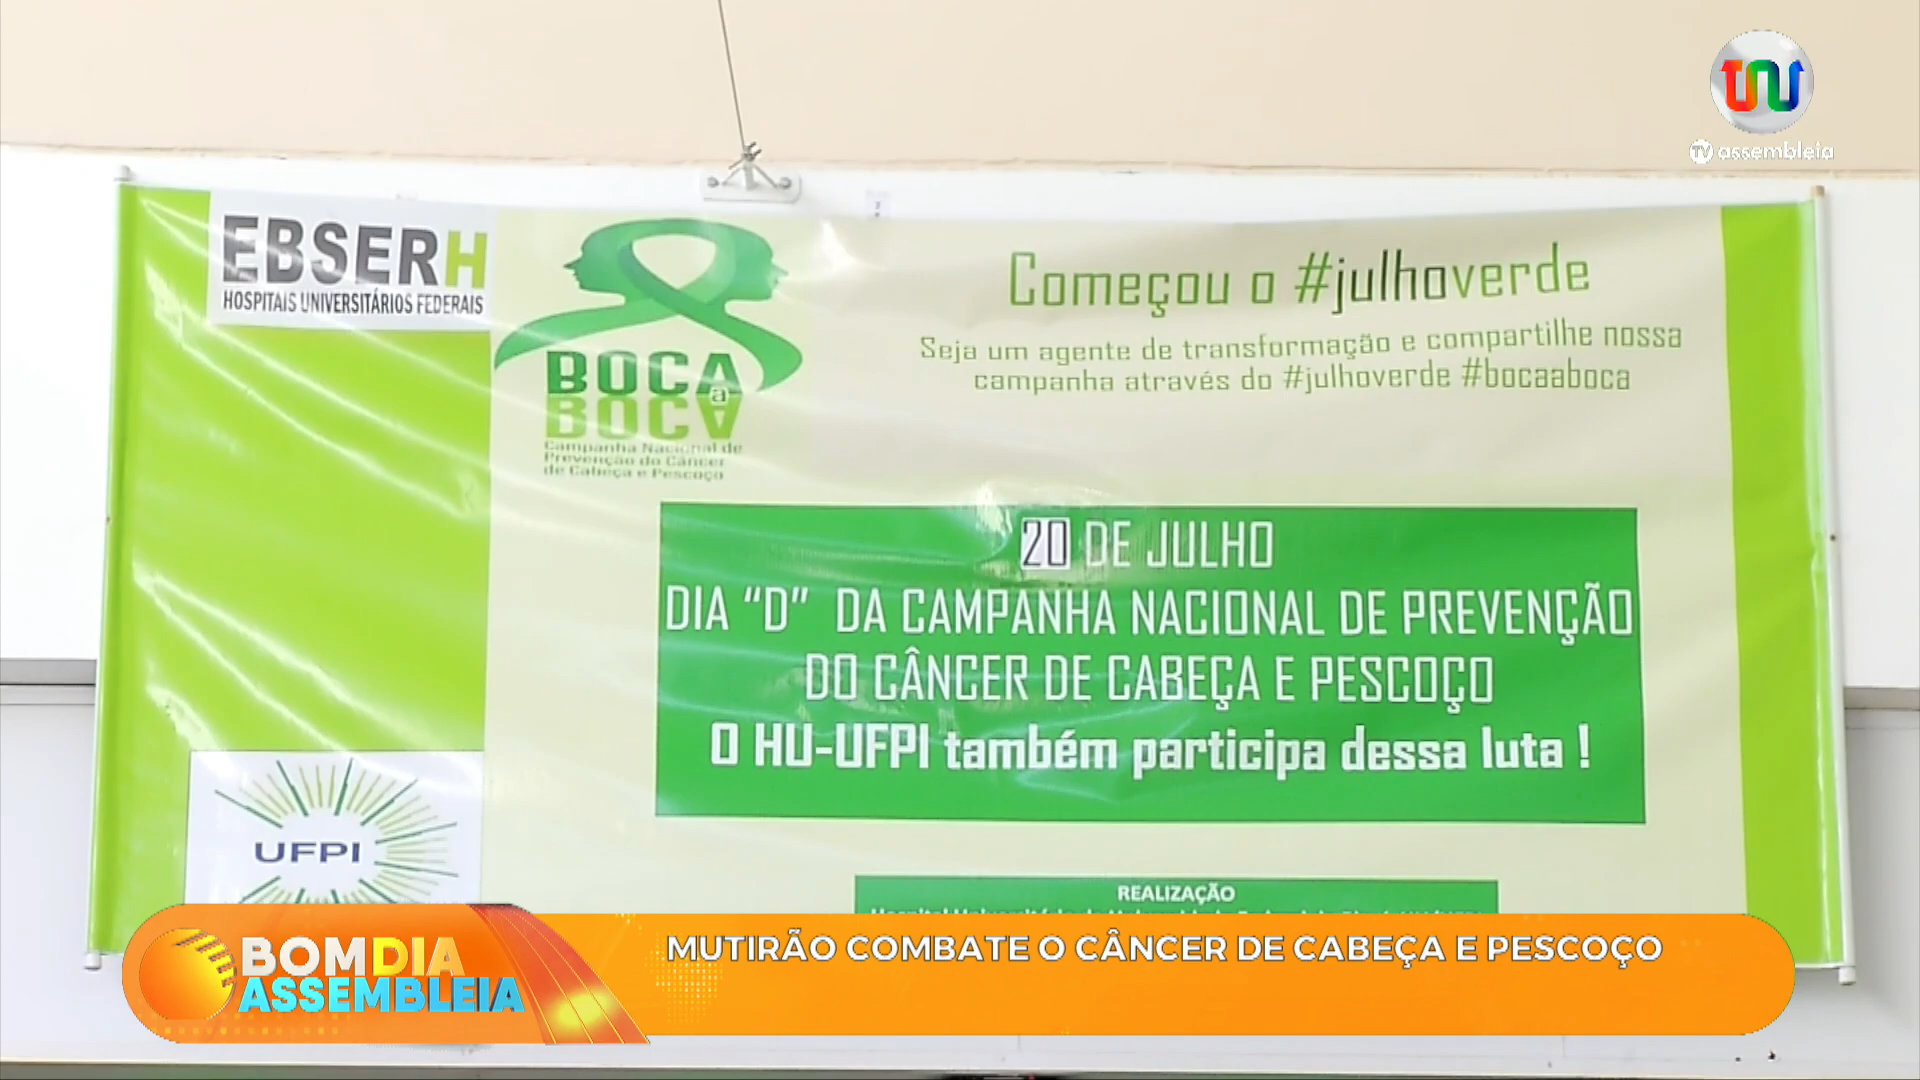 TV assembleia
EBSERH
HOSPITAIS UNIVERSITÁRIOS FEDERAIS
BOCA
a
BOCA
Campanha Nacional de
Prevenção do Câncer
de Cabeça e Pescoço
Começou o #julhoverde
Seja um agente de transformação e compartilhe nossa
campanha através do #julhoverde #bocaaboca
20 DE JULHO
DIA “D” DA CAMPANHA NACIONAL DE PREVENÇÃO
DO CÂNCER DE CABEÇA E PESCOÇO
O HU-UFPI também participa dessa luta !
UFPI
REALIZAÇÃO
BOMDIA
ASSEMBLEIA
MUTIRÃO COMBATE O CÂNCER DE CABEÇA E PESCOÇO